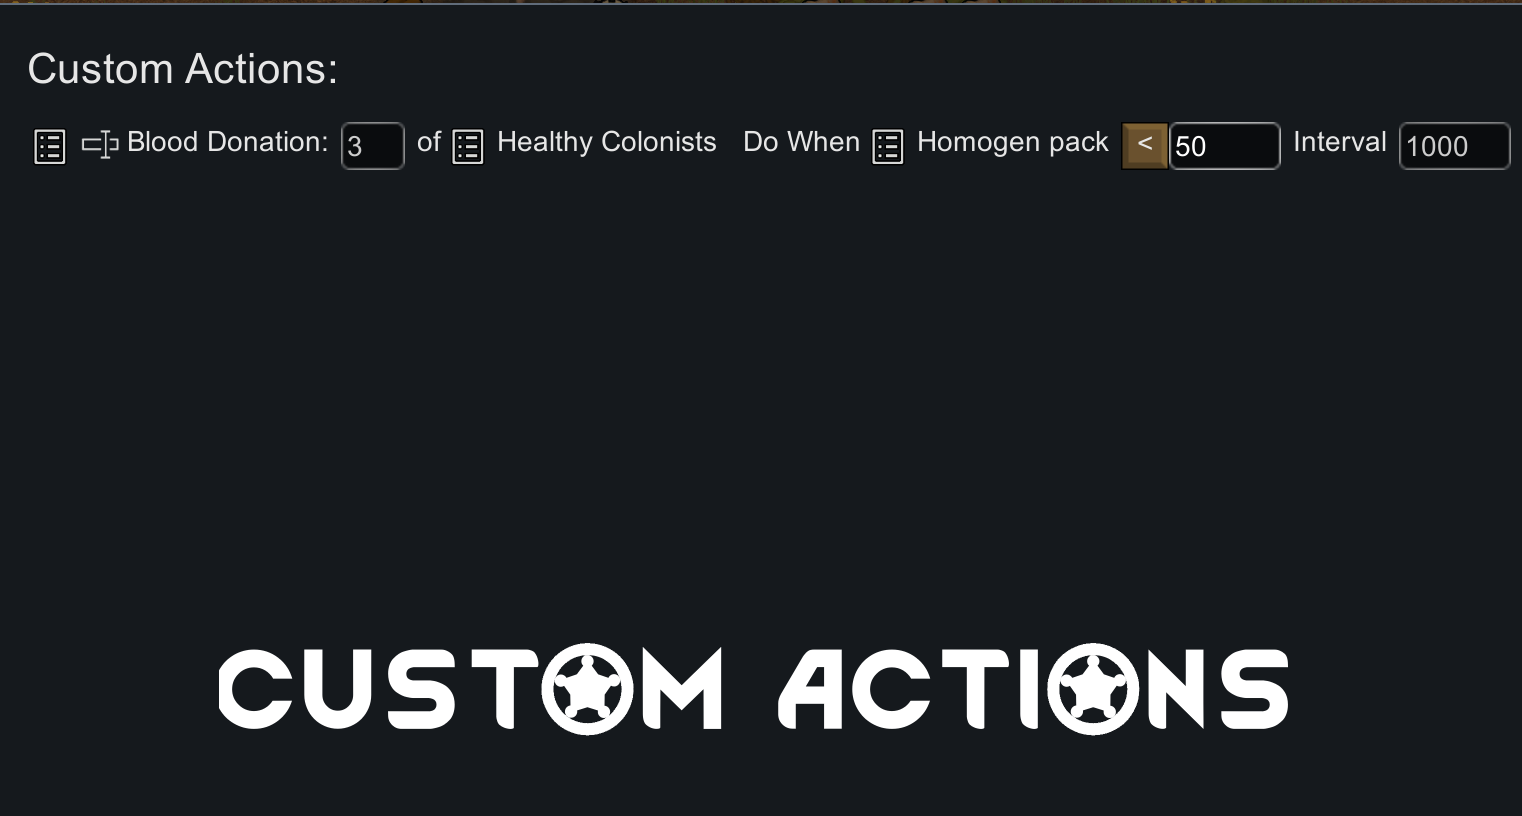 Custom Actions:
Blood Donation: 3 of Healthy Colonists Do When Homogen pack < 50 Interval 1000
CUSTOM ACTIONS